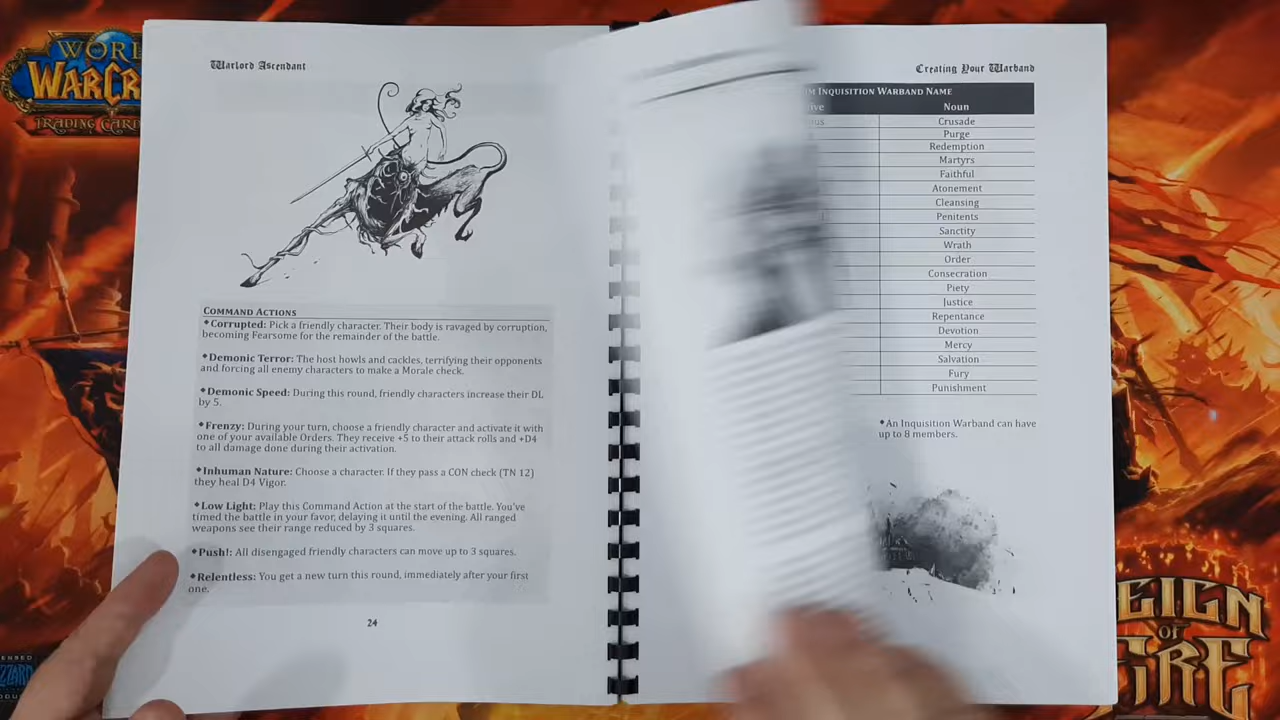 WORL
WARCR
TRADING CARD
Warlord Ascendant
COMMAND ACTIONS
◆Corrupted: Pick a friendly character. Their body is ravaged by corruption,
becoming Fearsome for the remainder of the battle.
◆Demonic Terror: The host howls and cackles, terrifying their opponents
and forcing all enemy characters to make a Morale check.
◆Demonic Speed: During this round, friendly characters increase their DL
by 5.
◆Frenzy: During your turn, choose a friendly character and activate it with
one of your available Orders. They receive +5 to their attack rolls and +D4
to all damage done during their activation.
◆Inhuman Nature: Choose a character. If they pass a CON check (TN 12)
they heal D4 Vigor.
◆Low Light: Play this Command Action at the start of the battle. You've
timed the battle in your favor, delaying it until the evening. All ranged
weapons see their range reduced by 3 squares.
◆Push!: All disengaged friendly characters can move up to 3 squares.
◆Relentless: You get a new turn this round, immediately after your first
one.
24
Creating Your Warband
INQUISITION WARBAND NAME
Noun
Crusade
Purge
Redemption
Martyrs
Faithful
Atonement
Cleansing
Penitents
Sanctity
Wrath
Order
Consecration
Piety
Justice
Repentance
Devotion
Mercy
Salvation
Fury
Punishment
◆An Inquisition Warband can have
up to 8 members.
EIGN
OF
FIRE